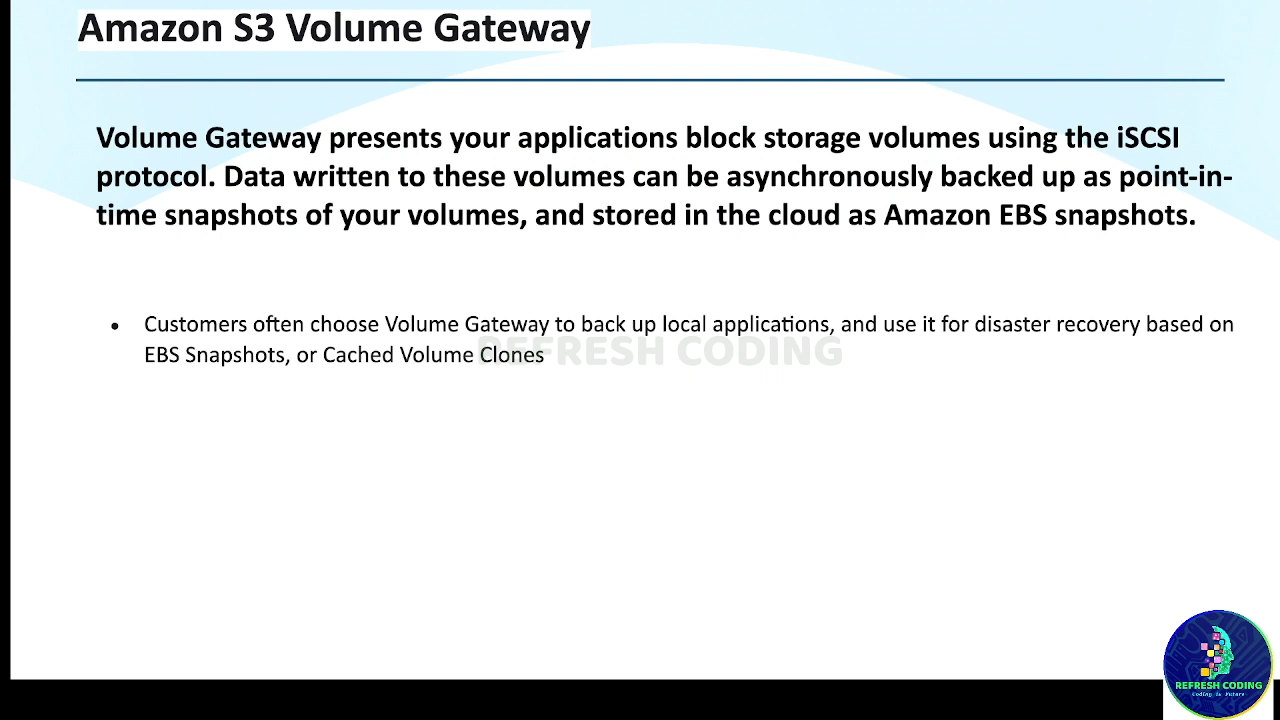 Amazon S3 Volume Gateway
Volume Gateway presents your applications block storage volumes using the iSCSI
protocol. Data written to these volumes can be asynchronously backed up as point-in-
time snapshots of your volumes, and stored in the cloud as Amazon EBS snapshots.
• Customers often choose Volume Gateway to back up local applications, and use it for disaster recovery based on
EBS Snapshots, or Cached Volume Clones
REFRESH CODING
REFRESH CODING
Coding is Future